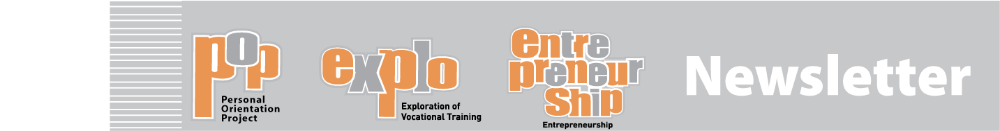 pop
Personal
Orientation
Project
explo
Exploration of
Vocational Training
entre
preneur
ship
Entrepreneurship
Newsletter